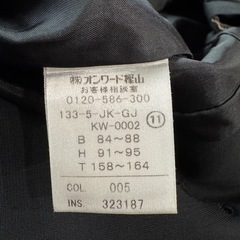 ㈱オンワード樫山
お客様相談室
0120-586-300
133-5-JK-GJ
KW-0002 ⑪
B 84~88
H 91~95
T 158~164
COL. 005
INS. 323187